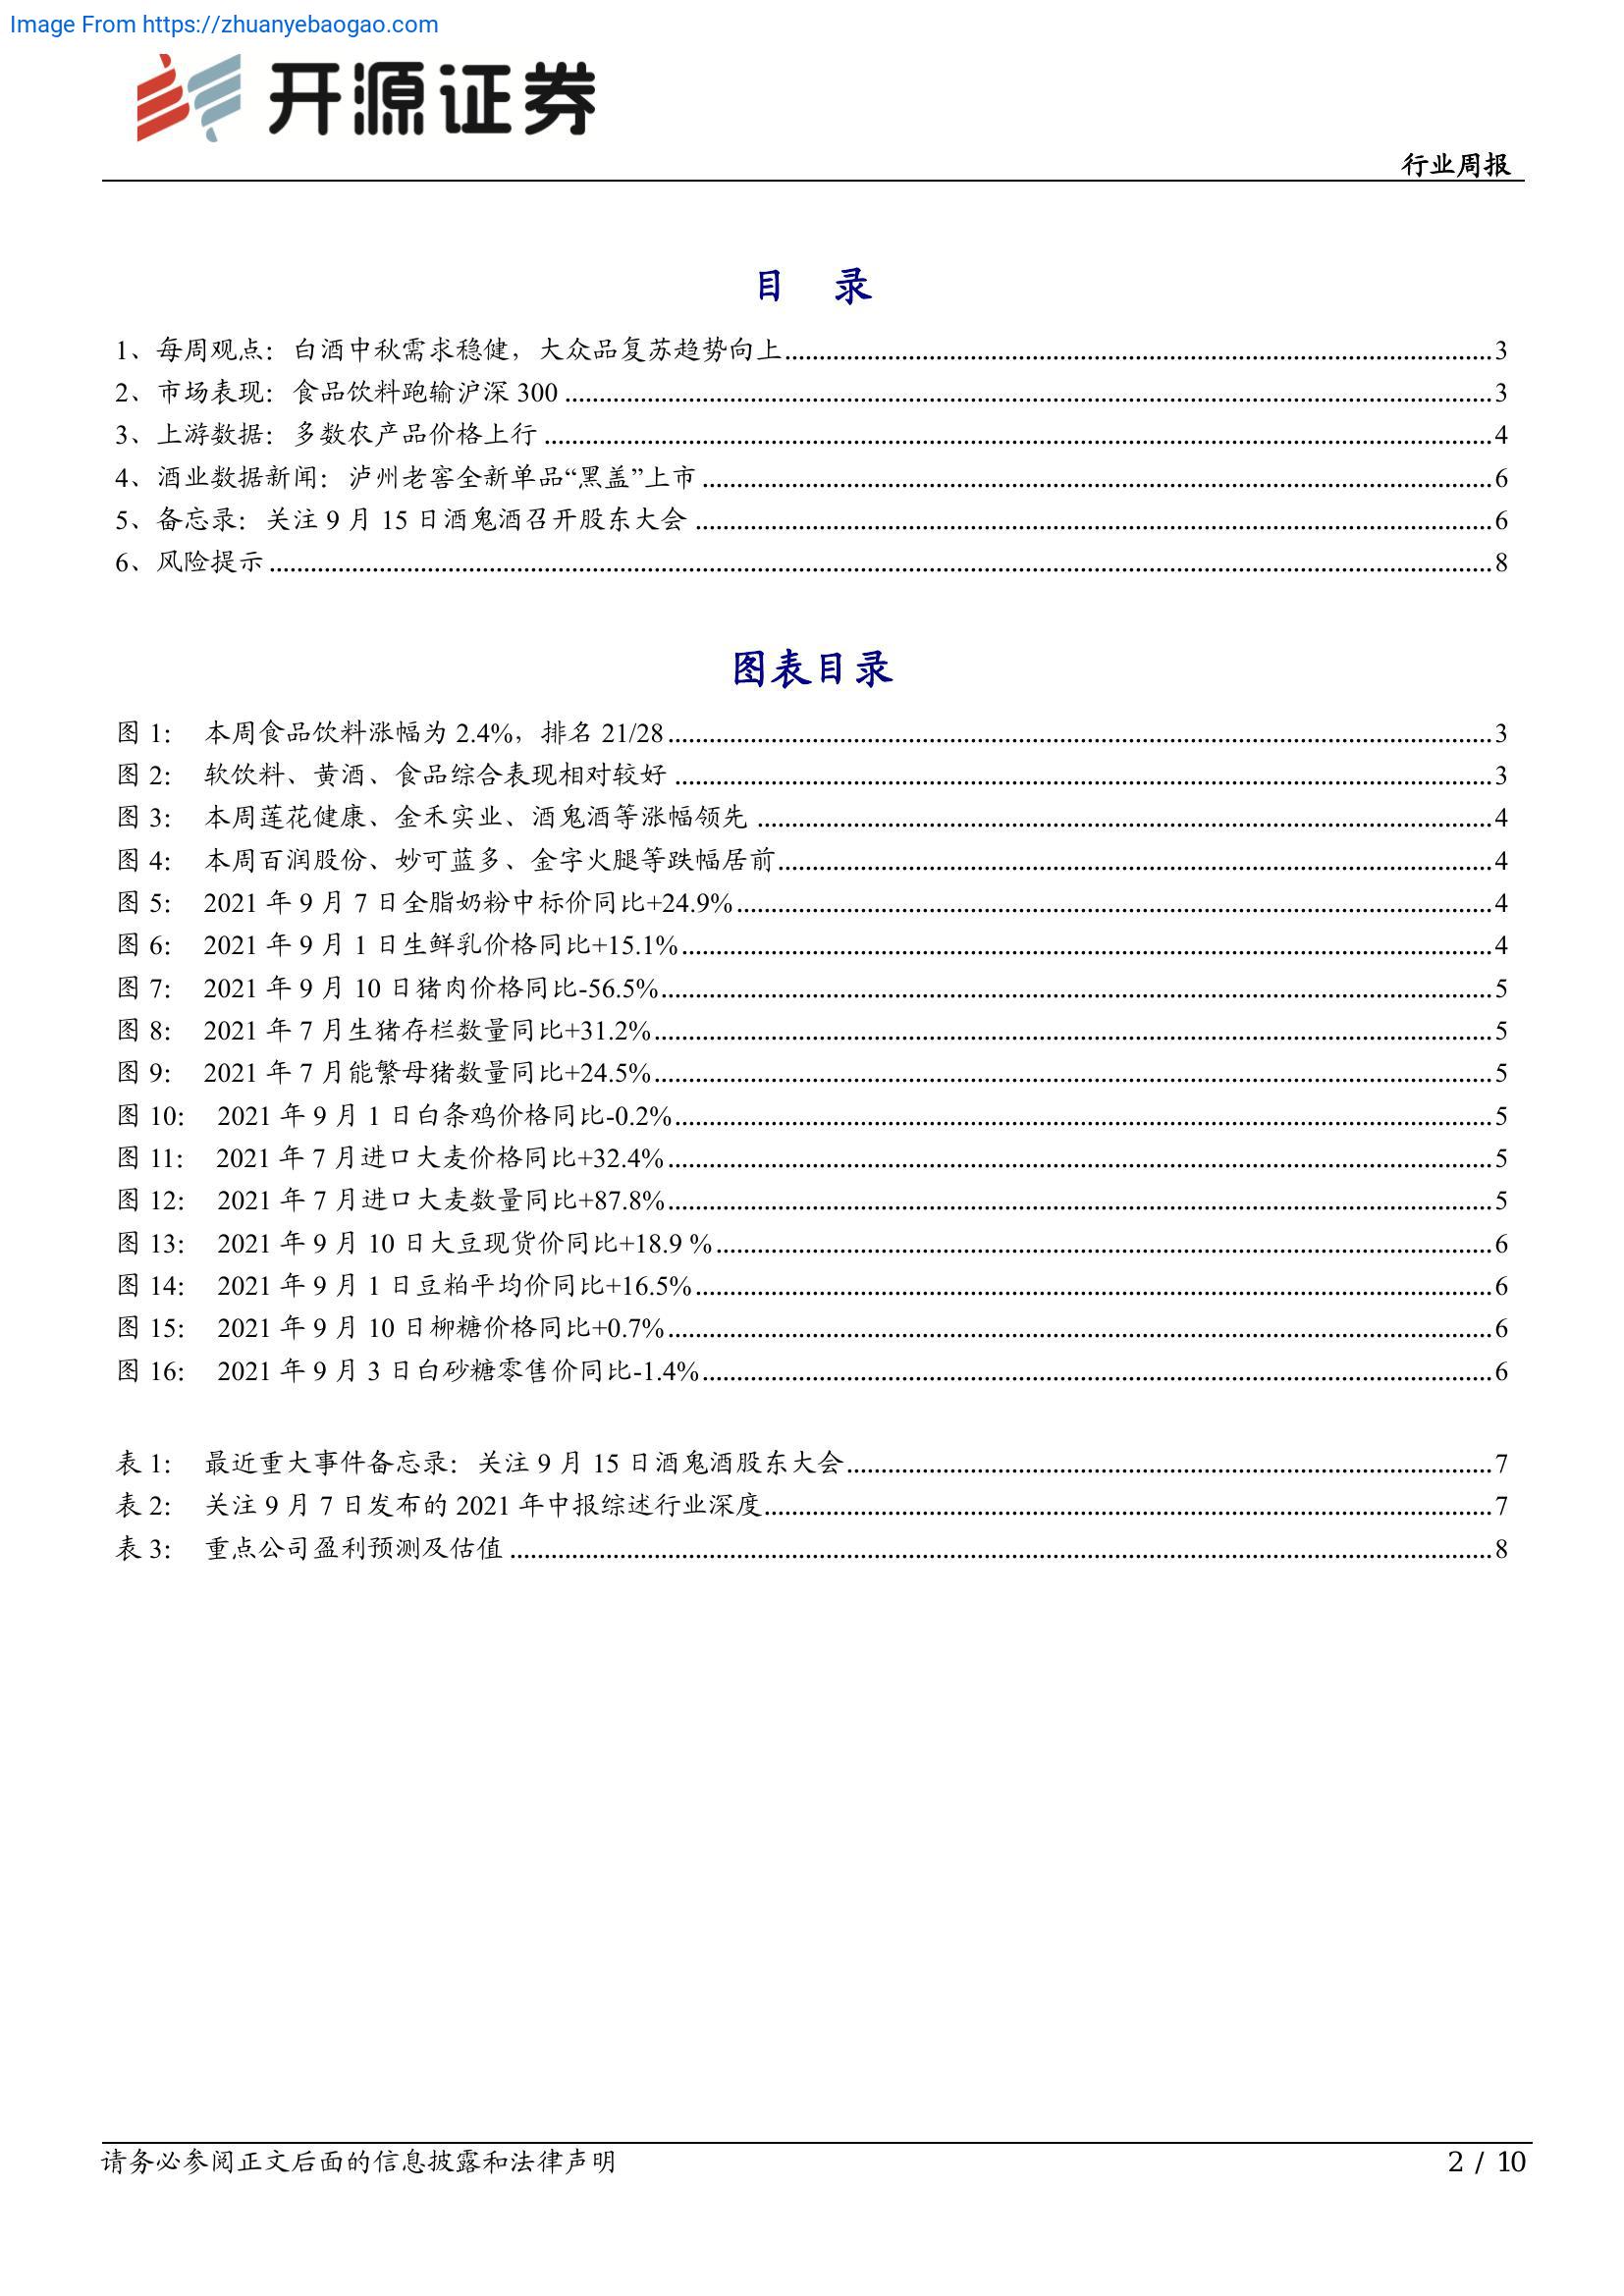 Image From https://zhuanyebaogao.com
开源证券
行业周报
目 录
1、每周观点：白酒中秋需求稳健，大众品复苏趋势向上 3
2、市场表现：食品饮料跑输沪深 300 3
3、上游数据：多数农产品价格上行 4
4、酒业数据新闻：泸州老窖全新单品“黑盖”上市 6
5、备忘录：关注 9 月 15 日酒鬼酒召开股东大会 6
6、风险提示 8
图表目录
图 1： 本周食品饮料涨幅为 2.4%，排名 21/28 3
图 2： 软饮料、黄酒、食品综合表现相对较好 3
图 3： 本周莲花健康、金禾实业、酒鬼酒等涨幅领先 4
图 4： 本周百润股份、妙可蓝多、金字火腿等跌幅居前 4
图 5： 2021 年 9 月 7 日全脂奶粉中标价同比+24.9% 4
图 6： 2021 年 9 月 1 日生鲜乳价格同比+15.1% 4
图 7： 2021 年 9 月 10 日猪肉价格同比-56.5% 5
图 8： 2021 年 7 月生猪存栏数量同比+31.2% 5
图 9： 2021 年 7 月能繁母猪数量同比+24.5% 5
图 10： 2021 年 9 月 1 日白条鸡价格同比-0.2% 5
图 11： 2021 年 7 月进口大麦价格同比+32.4% 5
图 12： 2021 年 7 月进口大麦数量同比+87.8% 5
图 13： 2021 年 9 月 10 日大豆现货价同比+18.9 % 6
图 14： 2021 年 9 月 1 日豆粕平均价同比+16.5% 6
图 15： 2021 年 9 月 10 日柳糖价格同比+0.7% 6
图 16： 2021 年 9 月 3 日白砂糖零售价同比-1.4% 6
表 1： 最近重大事件备忘录：关注 9 月 15 日酒鬼酒股东大会 7
表 2： 关注 9 月 7 日发布的 2021 年中报综述行业深度 7
表 3： 重点公司盈利预测及估值 8
请务必参阅正文后面的信息披露和法律声明
2 / 10